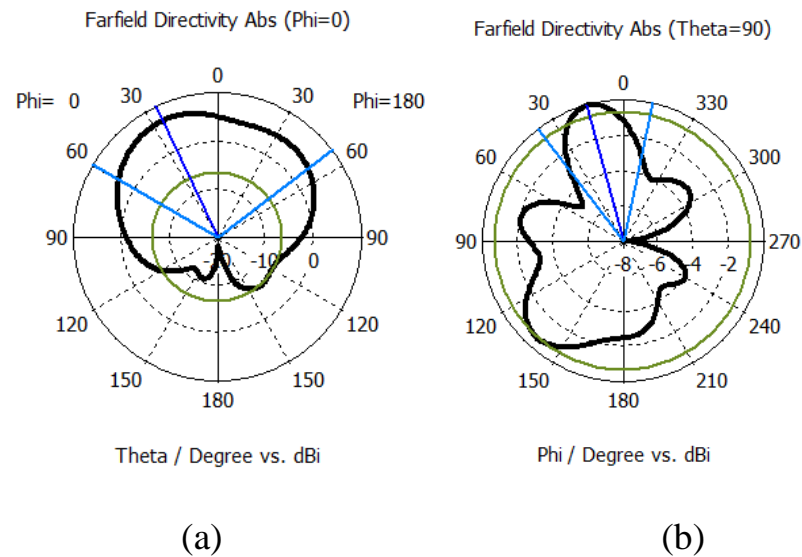 Farfield Directivity Abs (Phi=0)
Phi= 0 30 0 30 Phi=180
60 60
90 90
-10 0
120 120
150 150
180
Theta / Degree vs. dBi
(a)
Farfield Directivity Abs (Theta=90)
0
30 330
60 300
90 270
-8 -6 -4 -2
120 240
150 210
180
Phi / Degree vs. dBi
(b)